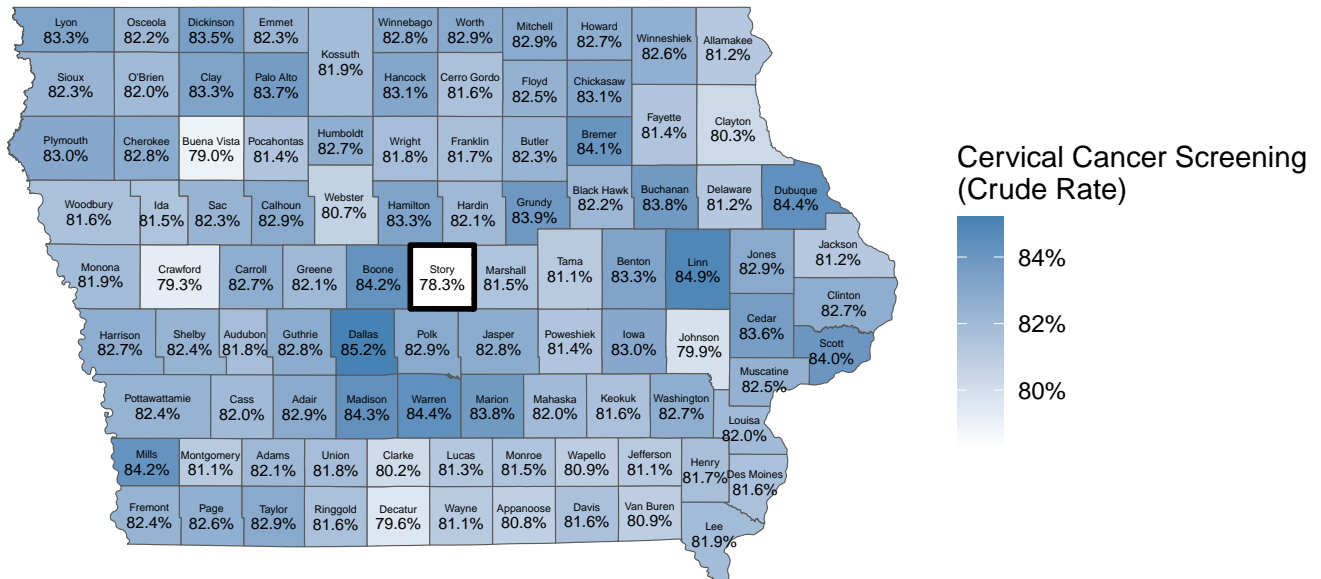 Lyon
83.3%
Osceola
82.2%
Dickinson
83.5%
Emmet
82.3%
Kossuth
81.9%
Winnebago
82.8%
Worth
82.9%
Mitchell
82.9%
Howard
82.7%
Winneshiek
82.6%
Allamakee
81.2%
Sioux
82.3%
O'Brien
82.0%
Clay
83.3%
Palo Alto
83.7%
Hancock
83.1%
Cerro Gordo
81.6%
Floyd
82.5%
Chickasaw
83.1%
Fayette
81.4%
Clayton
80.3%
Plymouth
83.0%
Cherokee
82.8%
Buena Vista
79.0%
Pocahontas
81.4%
Humboldt
82.7%
Wright
81.8%
Franklin
81.7%
Butler
82.3%
Bremer
84.1%
Woodbury
81.6%
Ida
81.5%
Sac
82.3%
Calhoun
82.9%
Webster
80.7%
Hamilton
83.3%
Hardin
82.1%
Grundy
83.9%
Black Hawk
82.2%
Buchanan
83.8%
Delaware
81.2%
Dubuque
84.4%
Monona
81.9%
Crawford
79.3%
Carroll
82.7%
Greene
82.1%
Boone
84.2%
Story
78.3%
Marshall
81.5%
Tama
81.1%
Benton
83.3%
Linn
84.9%
Jones
82.9%
Jackson
81.2%
Clinton
82.7%
Harrison
82.7%
Shelby
82.4%
Audubon
81.8%
Guthrie
82.8%
Dallas
85.2%
Polk
82.9%
Jasper
82.8%
Poweshiek
81.4%
Iowa
83.0%
Johnson
79.9%
Cedar
83.6%
Scott
84.0%
Muscatine
82.5%
Pottawattamie
82.4%
Cass
82.0%
Adair
82.9%
Madison
84.3%
Warren
84.4%
Marion
83.8%
Mahaska
82.0%
Keokuk
81.6%
Washington
82.7%
Louisa
82.0%
Mills
84.2%
Montgomery
81.1%
Adams
82.1%
Union
81.8%
Clarke
80.2%
Lucas
81.3%
Monroe
81.5%
Wapello
80.9%
Jefferson
81.1%
Henry
81.7%
Des Moines
81.6%
Fremont
82.4%
Page
82.6%
Taylor
82.9%
Ringgold
81.6%
Decatur
79.6%
Wayne
81.1%
Appanoose
80.8%
Davis
81.6%
Van Buren
80.9%
Lee
81.9%
Cervical Cancer Screening
(Crude Rate)
84%
82%
80%